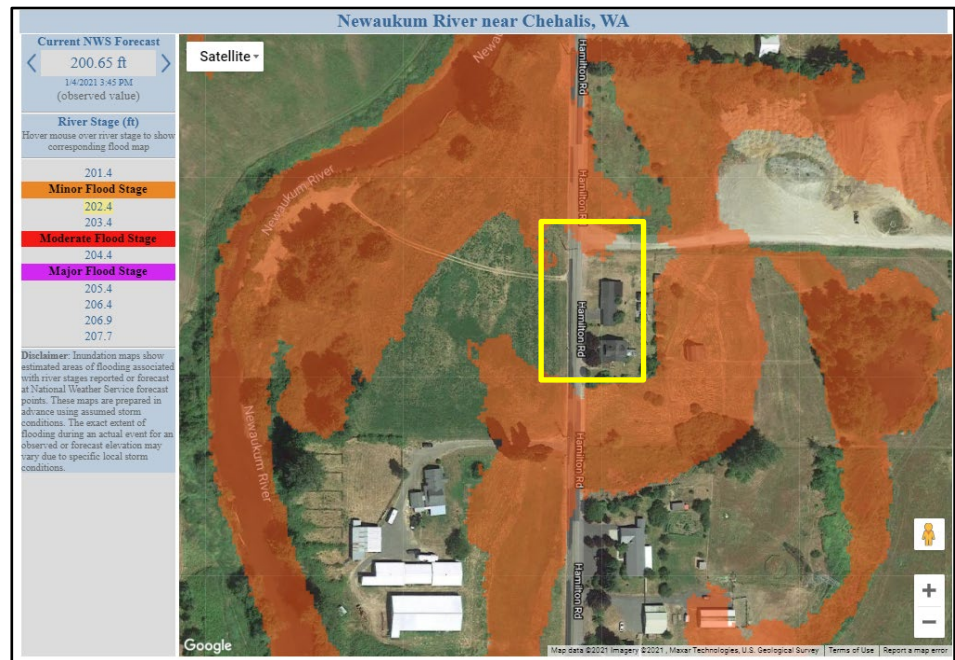 Newaukum River near Chehalis, WA
Current NWS Forecast
200.65 ft
1/4/2021 3:45 PM
(observed value)
River Stage (ft)
Hover mouse over river stage to show
corresponding flood map
201.4
Minor Flood Stage
202.4
203.4
Moderate Flood Stage
204.4
Major Flood Stage
205.4
206.4
206.9
207.7
Disclaimer: Inundation maps show
estimated areas of flooding associated
with river stages reported or forecast
at National Weather Service forecast
points. These maps are prepared in
advance using assumed storm
conditions. The exact extent of
flooding during an actual event for an
observed or forecast elevation may
vary due to specific local storm
conditions.
Satellite
Newa
Hamilton Rd
Newaukum River
Hamilton Rd
Hamilton Rd
Newaukum River
Hamilton Rd
Hamilton Rd
Google
Map data ©2021 Imagery ©2021 , Maxar Technologies, U.S. Geological Survey
Terms of Use
Report a map error